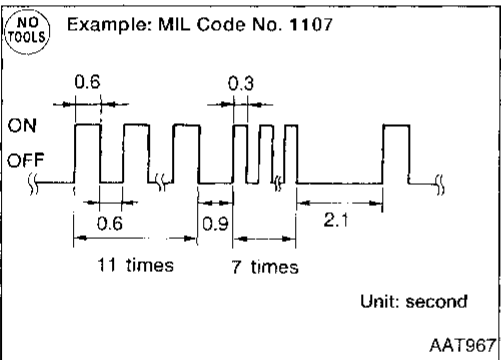 NO TOOLS
Example: MIL Code No. 1107
0.6
0.3
ON
OFF
0.6
0.9
2.1
11 times
7 times
Unit: second
AAT967